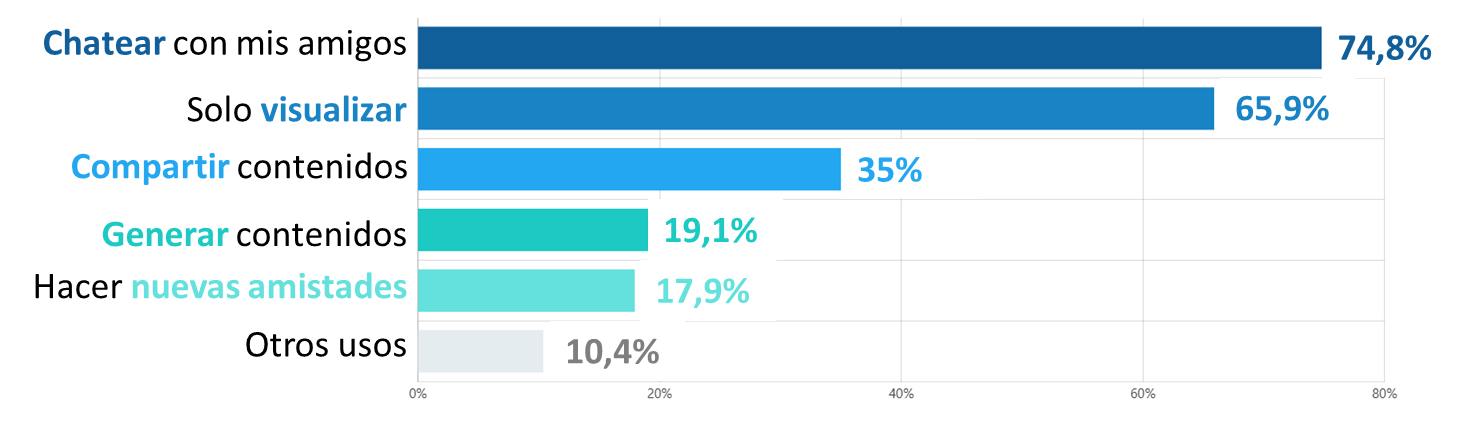 Chatear con mis amigos 74,8%
Solo visualizar 65,9%
Compartir contenidos 35%
Generar contenidos 19,1%
Hacer nuevas amistades 17,9%
Otros usos 10,4%
0% 20% 40% 60% 80%